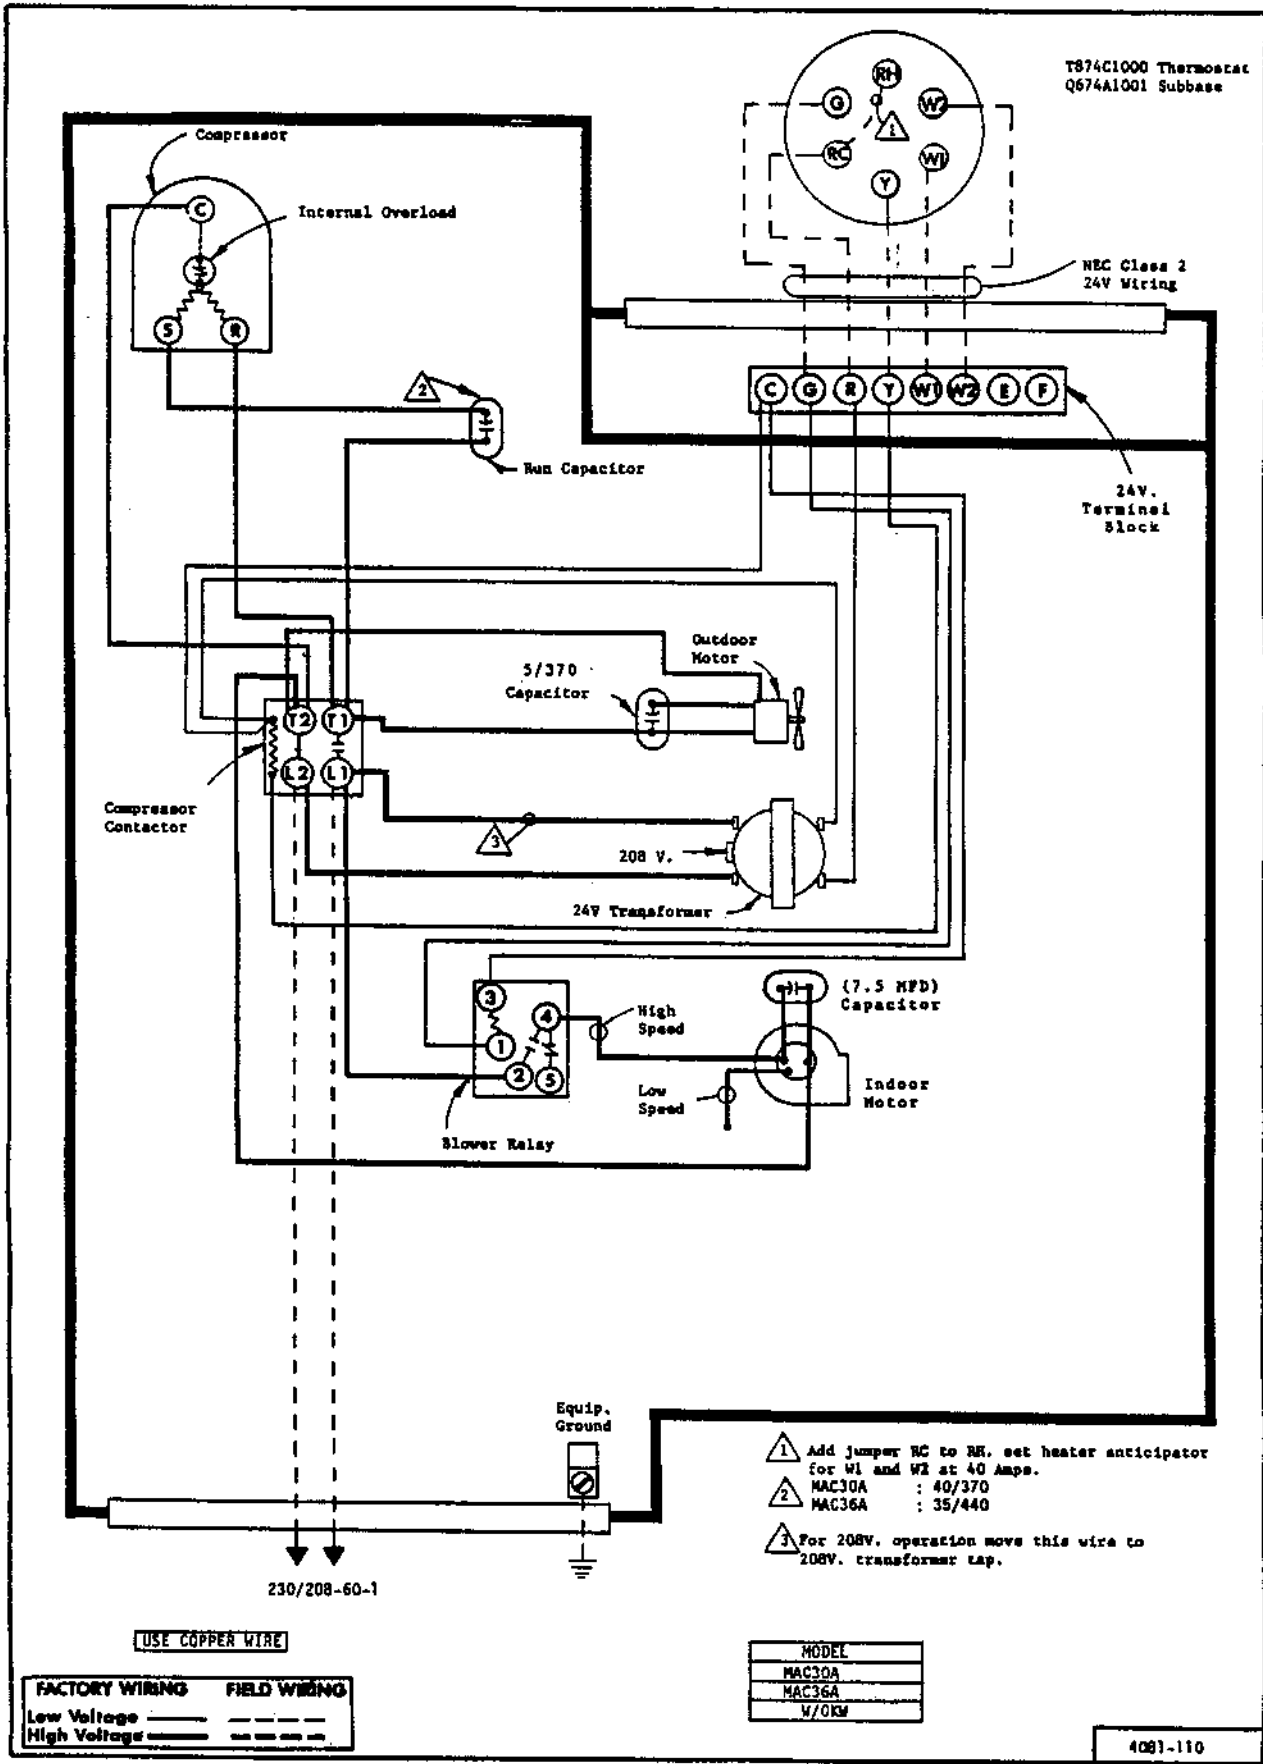 T874C1000 Thermostat
Q674A1001 Subbase
RH
G
W2
1
RC
W1
Y
Compressor
C
Internal Overload
S
R
NEC Class 2
24V Wiring
2
Run Capacitor
C G R Y W1 W2 E F
24V.
Terminal
Block
Outdoor
Motor
5/370
Capacitor
T2 T1
L2 L1
Compressor
Contactor
3
208 V.
24V Transformer
3
4
1
2
5
High
Speed
Low
Speed
(7.5 MFD)
Capacitor
Indoor
Motor
Blower Relay
Equip.
Ground
1 Add jumper RC to RH. set heater anticipator
for W1 and W2 at 40 Amps.
2 MAC30A : 40/370
MAC36A : 35/440
3 For 208V. operation move this wire to
208V. transformer tap.
230/208-60-1
USE COPPER WIRE
FACTORY WIRING FIELD WIRING
Low Voltage
High Voltage
MODEL
MAC30A
MAC36A
W/0KW
4081-110